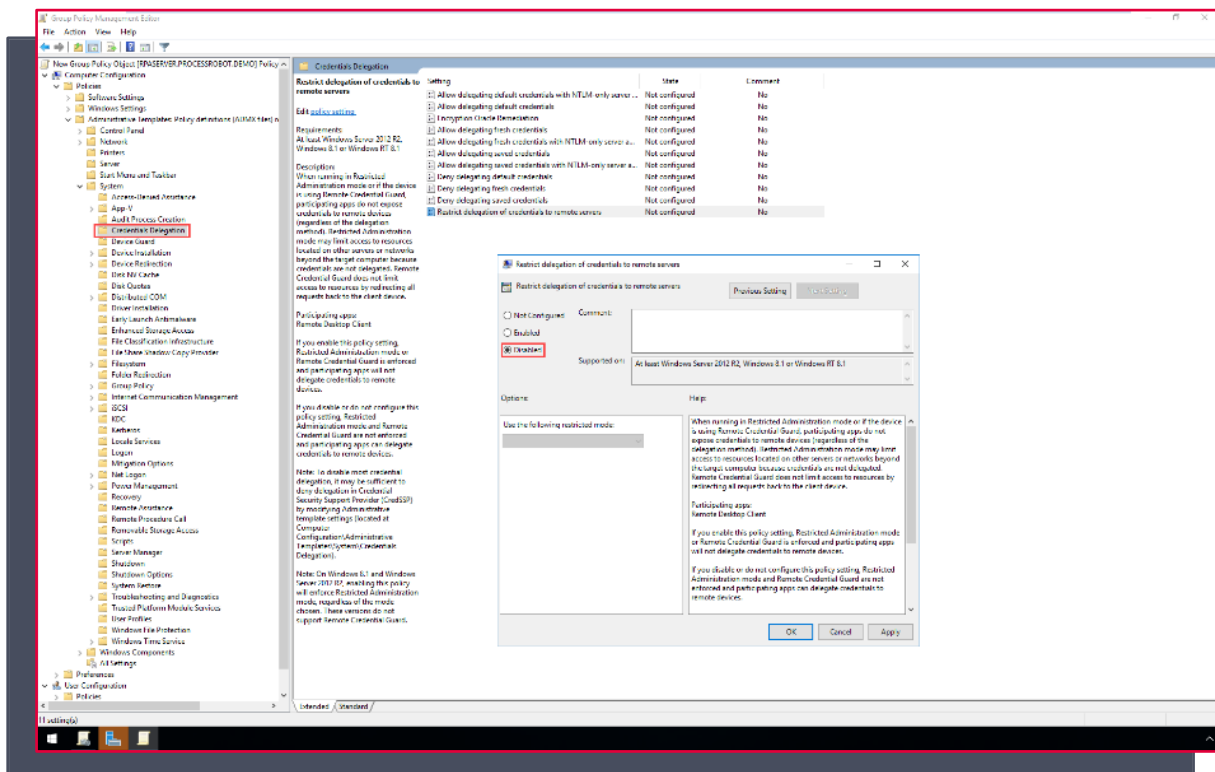 Group Policy Management Editor
File Action View Help
New Group Policy Object [RPASERVER.PROCESSROBOT.DEMO] Policy
Computer Configuration
Policies
Software Settings
Windows Settings
Administrative Templates: Policy definitions (ADMX files) n
Control Panel
Network
Printers
Server
Start Menu and Taskbar
System
Access-Denied Assistance
App-V
Audit Process Creation
Credentials Delegation
Device Guard
Device Installation
Device Redirection
Disk NV Cache
Disk Quotas
Distributed COM
Driver Installation
Early Launch Antimalware
Enhanced Storage Access
File Classification Infrastructure
File Share Shadow Copy Provider
Filesystem
Folder Redirection
Group Policy
Internet Communication Management
iSCSI
KDC
Kerberos
Locale Services
Logon
Mitigation Options
Net Logon
Power Management
Recovery
Remote Assistance
Remote Procedure Call
Removable Storage Access
Scripts
Server Manager
Shutdown
Shutdown Options
System Restore
Troubleshooting and Diagnostics
Trusted Platform Module Services
User Profiles
Windows File Protection
Windows Time Service
Windows Components
All Settings
Preferences
User Configuration
Policies
11 setting(s)
Credentials Delegation
Restrict delegation of credentials to
remote servers
Edit policy setting
Requirements:
At least Windows Server 2012 R2,
Windows 8.1 or Windows RT 8.1
Description:
When running in Restricted
Administration mode or if the device
is using Remote Credential Guard,
participating apps do not expose
credentials to remote devices
(regardless of the delegation
method). Restricted Administration
mode may limit access to resources
located on other servers or networks
beyond the target computer because
credentials are not delegated. Remote
Credential Guard does not limit
access to resources by redirecting all
requests back to the client device.
Participating apps:
Remote Desktop Client
If you enable this policy setting,
Restricted Administration mode or
Remote Credential Guard is enforced
and participating apps will not
delegate credentials to remote
devices.
If you disable or do not configure this
policy setting, Restricted
Administration mode and Remote
Credential Guard are not enforced
and participating apps can delegate
credentials to remote devices.
Note: To disable most credential
delegation, it may be sufficient to
deny delegation in Credential
Security Support Provider (CredSSP)
by modifying Administrative
template settings (located at
Computer
Configuration\Administrative
Templates\System\Credentials
Delegation).
Note: On Windows 8.1 and Windows
Server 2012 R2, enabling this policy
will enforce Restricted Administration
mode, regardless of the mode
chosen. These versions do not
support Remote Credential Guard.
Extended Standard
Setting State Comment
Allow delegating default credentials with NTLM-only server ... Not configured No
Allow delegating default credentials Not configured No
Encryption Oracle Remediation Not configured No
Allow delegating fresh credentials Not configured No
Allow delegating fresh credentials with NTLM-only server a... Not configured No
Allow delegating saved credentials Not configured No
Allow delegating saved credentials with NTLM-only server a... Not configured No
Deny delegating default credentials Not configured No
Deny delegating fresh credentials Not configured No
Deny delegating saved credentials Not configured No
Restrict delegation of credentials to remote servers Not configured No
Restrict delegation of credentials to remote servers
Restrict delegation of credentials to remote servers
Previous Setting
Not Configured
Enabled
Disabled
Comment:
Supported on: At least Windows Server 2012 R2, Windows 8.1 or Windows RT 8.1
Options: Help:
Use the following restricted mode:
When running in Restricted Administration mode or if the device
is using Remote Credential Guard, participating apps do not
expose credentials to remote devices (regardless of the
delegation method). Restricted Administration mode may limit
access to resources located on other servers or networks beyond
the target computer because credentials are not delegated.
Remote Credential Guard does not limit access to resources by
redirecting all requests back to the client device.
Participating apps:
Remote Desktop Client
If you enable this policy setting, Restricted Administration mode
or Remote Credential Guard is enforced and participating apps
will not delegate credentials to remote devices.
If you disable or do not configure this policy setting, Restricted
Administration mode and Remote Credential Guard are not
enforced and participating apps can delegate credentials to
remote devices.
OK Cancel Apply